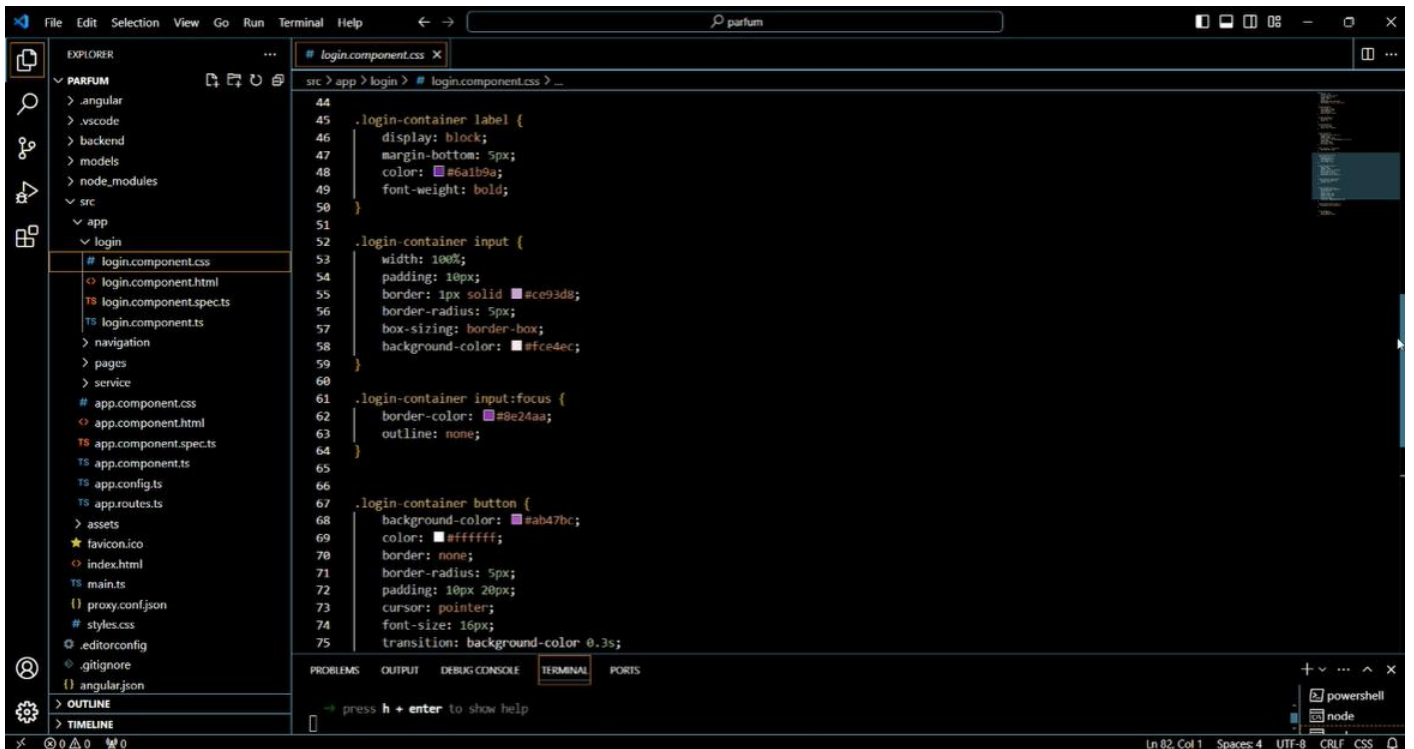 File Edit Selection View Go Run Terminal Help
parfum
EXPLORER
PARFUM
.angular
.vscode
backend
models
node_modules
src
app
login
# login.component.css
<> login.component.html
TS login.component.spec.ts
TS login.component.ts
navigation
pages
service
# app.component.css
<> app.component.html
TS app.component.spec.ts
TS app.component.ts
TS app.config.ts
TS app.routes.ts
assets
favicon.ico
<> index.html
TS main.ts
{} proxy.conf.json
# styles.css
.editorconfig
.gitignore
{} angular.json
OUTLINE
TIMELINE
# login.component.css
src > app > login > # login.component.css > ...
44
45 .login-container label {
46 display: block;
47 margin-bottom: 5px;
48 color: #6a1b9a;
49 font-weight: bold;
50 }
51
52 .login-container input {
53 width: 100%;
54 padding: 10px;
55 border: 1px solid #ce93d8;
56 border-radius: 5px;
57 box-sizing: border-box;
58 background-color: #fce4ec;
59 }
60
61 .login-container input:focus {
62 border-color: #8e24aa;
63 outline: none;
64 }
65
66
67 .login-container button {
68 background-color: #ab47bc;
69 color: #ffffff;
70 border: none;
71 border-radius: 5px;
72 padding: 10px 20px;
73 cursor: pointer;
74 font-size: 16px;
75 transition: background-color 0.3s;
PROBLEMS OUTPUT DEBUG CONSOLE TERMINAL PORTS
→ press h + enter to show help
powershell
node
0 0 0
Ln 82, Col 1 Spaces: 4 UTF-8 CRLF CSS